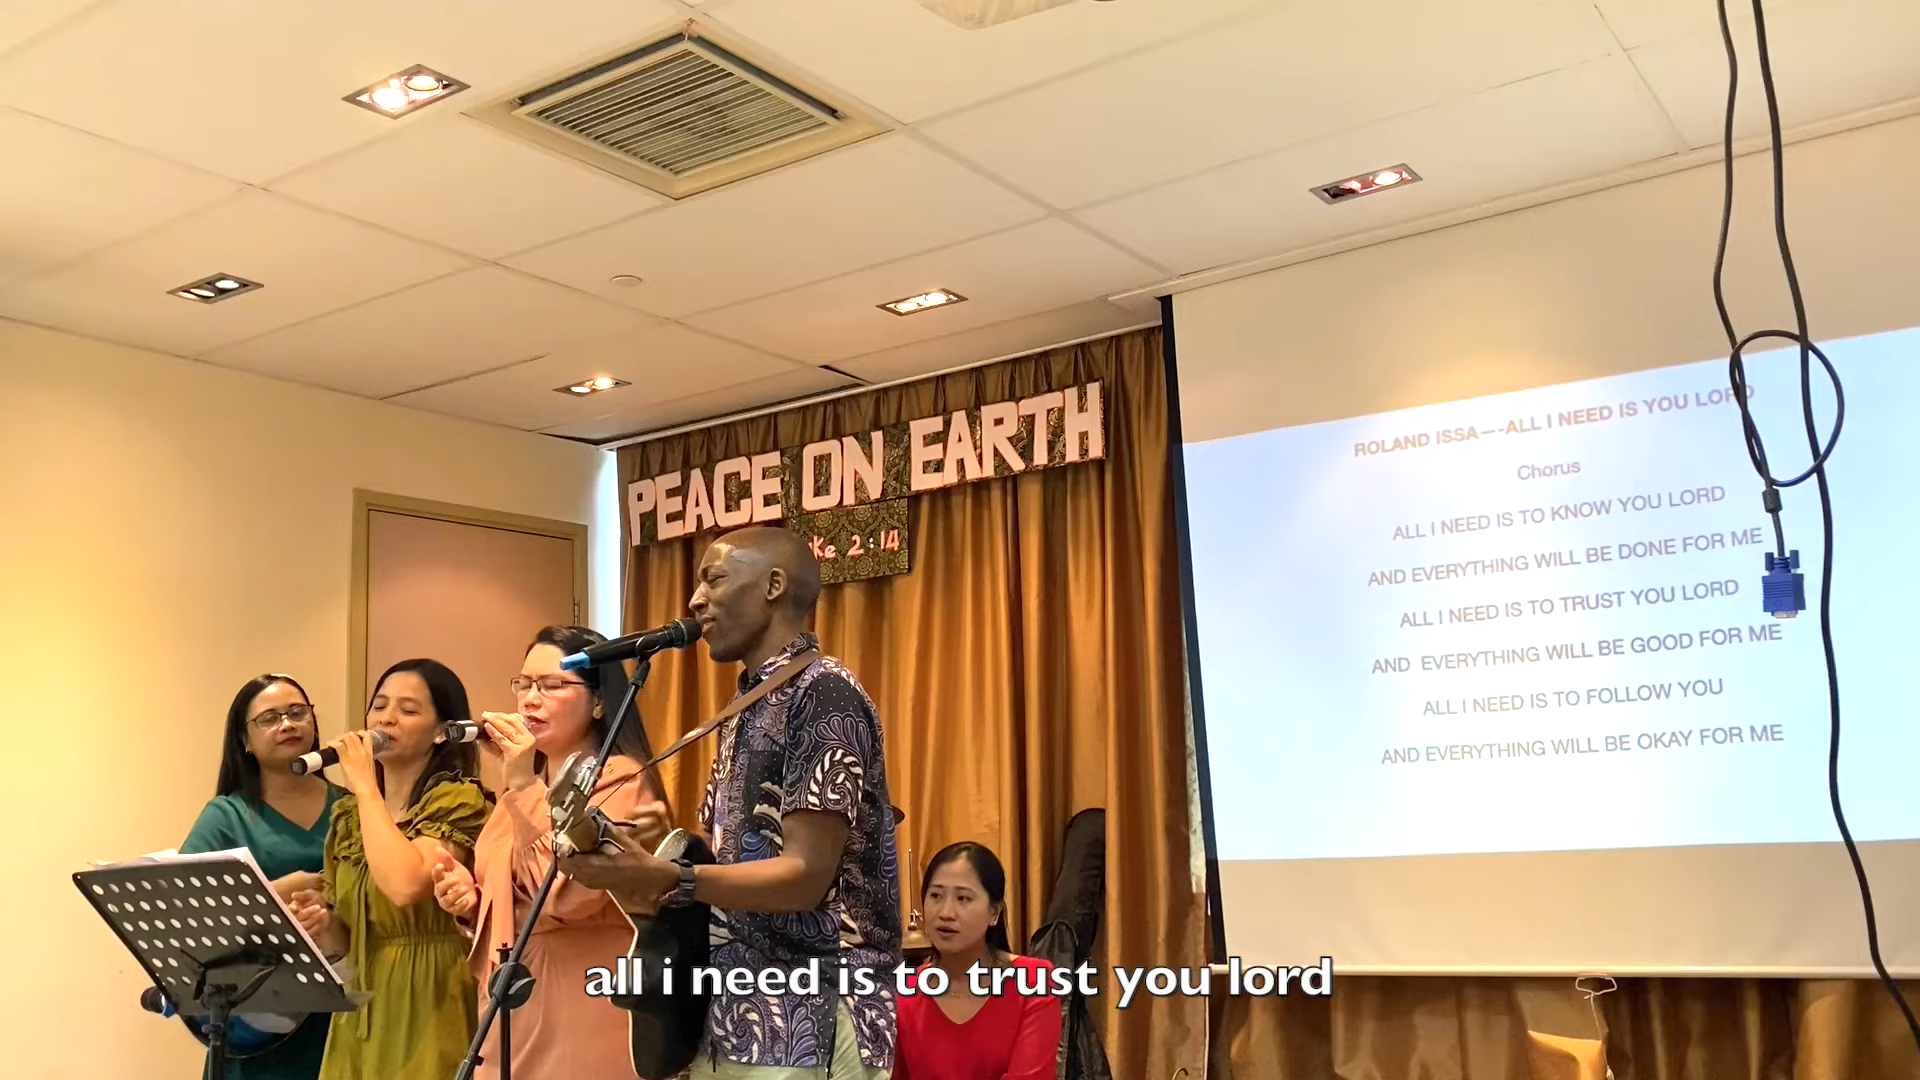 PEACE ON EARTH
ke 2:14
ROLAND ISSA—-ALL I NEED IS YOU LORD
Chorus
ALL I NEED IS TO KNOW YOU LORD
AND EVERYTHING WILL BE DONE FOR ME
ALL I NEED IS TO TRUST YOU LORD
AND EVERYTHING WILL BE GOOD FOR ME
ALL I NEED IS TO FOLLOW YOU
AND EVERYTHING WILL BE OKAY FOR ME
all i need is to trust you lord